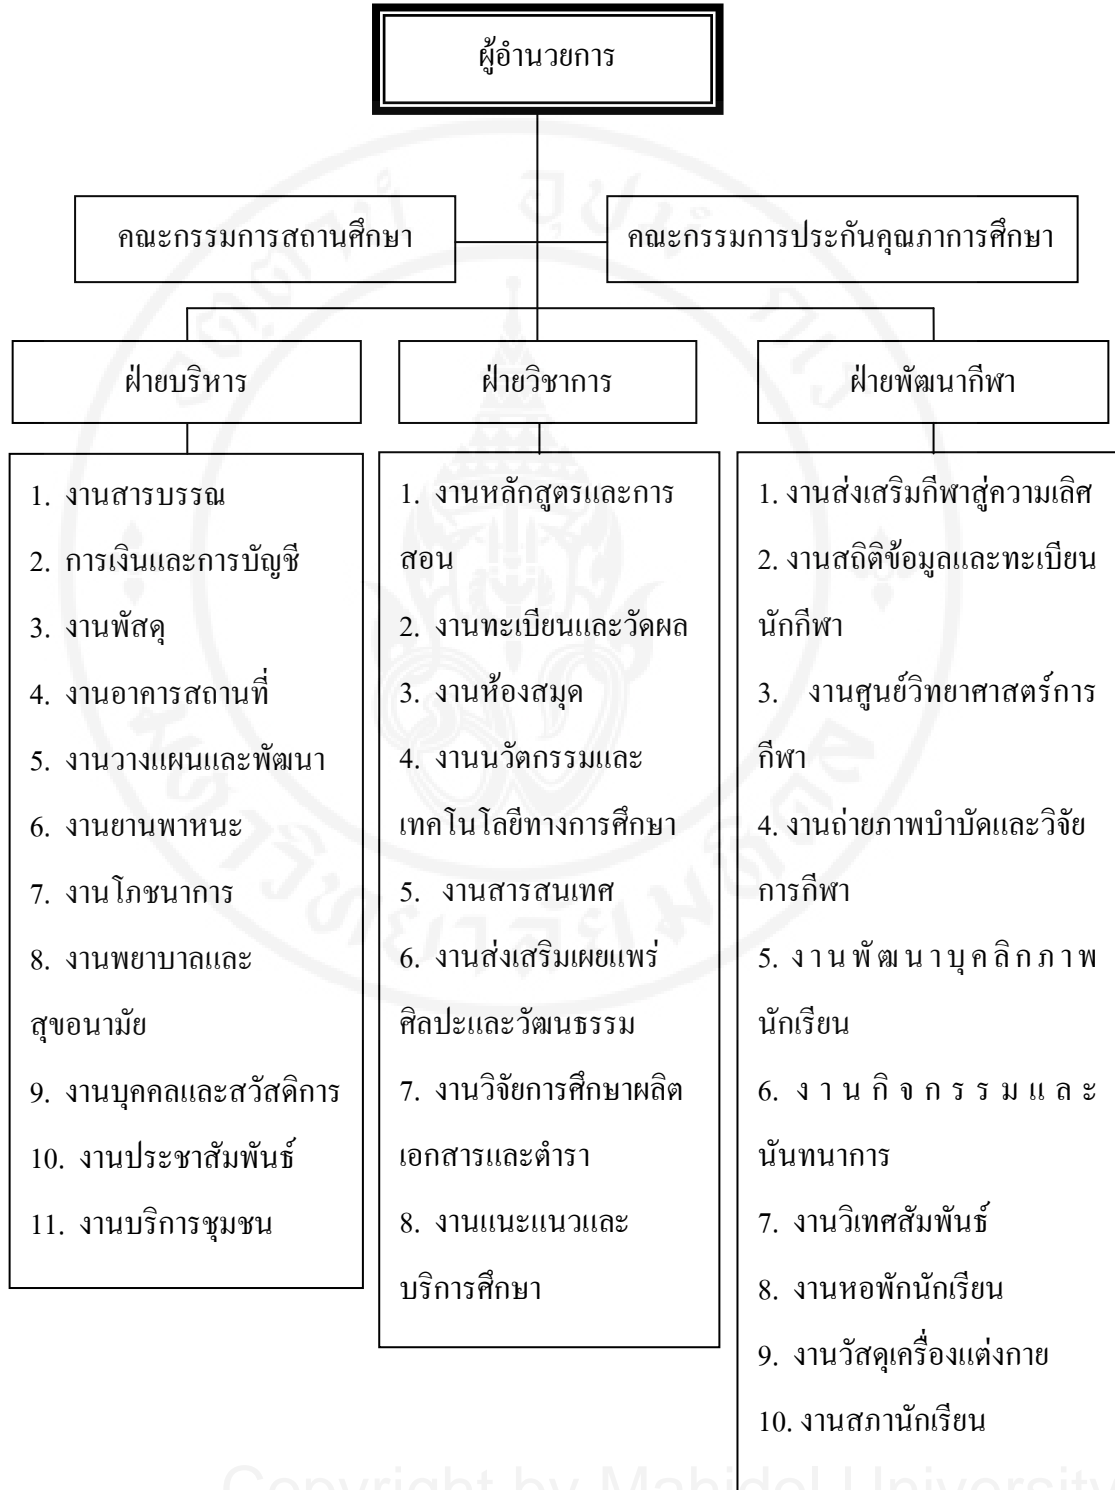 ผู้อำนวยการ
คณะกรรมการสถานศึกษา
คณะกรรมการประกันคุณภาการศึกษา
ฝ่ายบริหาร
ฝ่ายวิชาการ
ฝ่ายพัฒนากีฬา
1. งานสารบรรณ
2. การเงินและการบัญชี
3. งานพัสดุ
4. งานอาคารสถานที่
5. งานวางแผนและพัฒนา
6. งานยานพาหนะ
7. งานโภชนาการ
8. งานพยาบาลและ
สุขอนามัย
9. งานบุคคลและสวัสดิการ
10. งานประชาสัมพันธ์
11. งานบริการชุมชน
1. งานหลักสูตรและการ
สอน
2. งานทะเบียนและวัดผล
3. งานห้องสมุด
4. งานนวัตกรรมและ
เทคโนโลยีทางการศึกษา
5. งานสารสนเทศ
6. งานส่งเสริมเผยแพร่
ศิลปะและวัฒนธรรม
7. งานวิจัยการศึกษาผลิต
เอกสารและตำรา
8. งานแนะแนวและ
บริการศึกษา
1. งานส่งเสริมกีฬาสู่ความเลิศ
2. งานสถิติข้อมูลและทะเบียน
นักกีฬา
3. งานศูนย์วิทยาศาสตร์การ
กีฬา
4. งานถ่ายภาพบำบัดและวิจัย
การกีฬา
5. งานพัฒนาบุคลิกภาพ
นักเรียน
6. งานกิจกรรมและ
นันทนาการ
7. งานวิเทศสัมพันธ์
8. งานหอพักนักเรียน
9. งานวัสดุเครื่องแต่งกาย
10. งานสภานักเรียน
มหาวิทยาลัยมหิดล
Copyright by Mahidol University